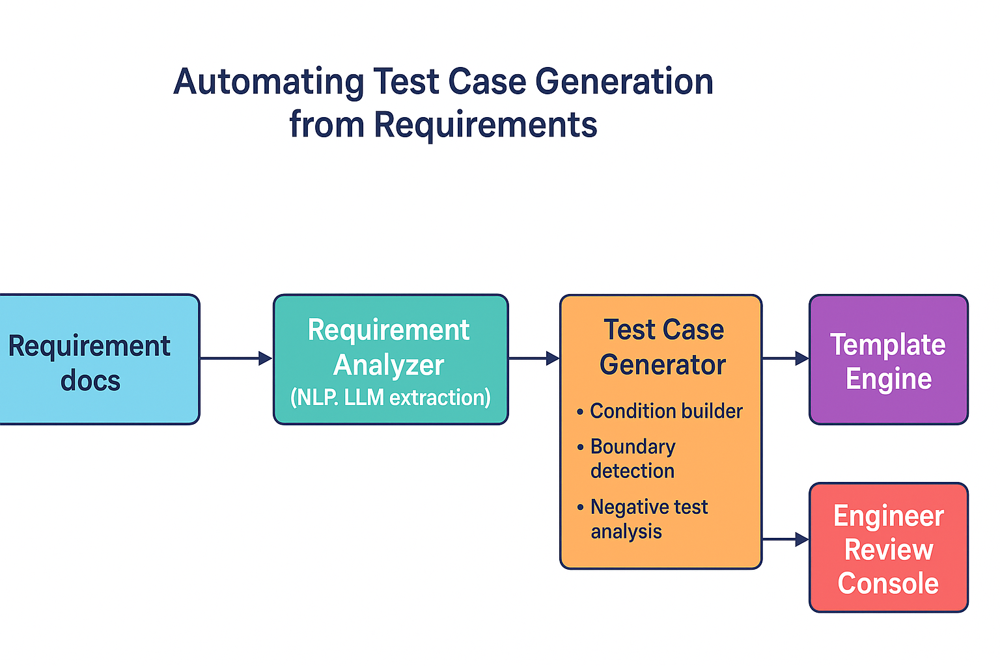 Automating Test Case Generation
from Requirements
Requirement
docs
Requirement
Analyzer
(NLP. LLM extraction)
Test Case
Generator
• Condition builder
• Boundary
detection
• Negative test
analysis
Template
Engine
Engineer
Review
Console